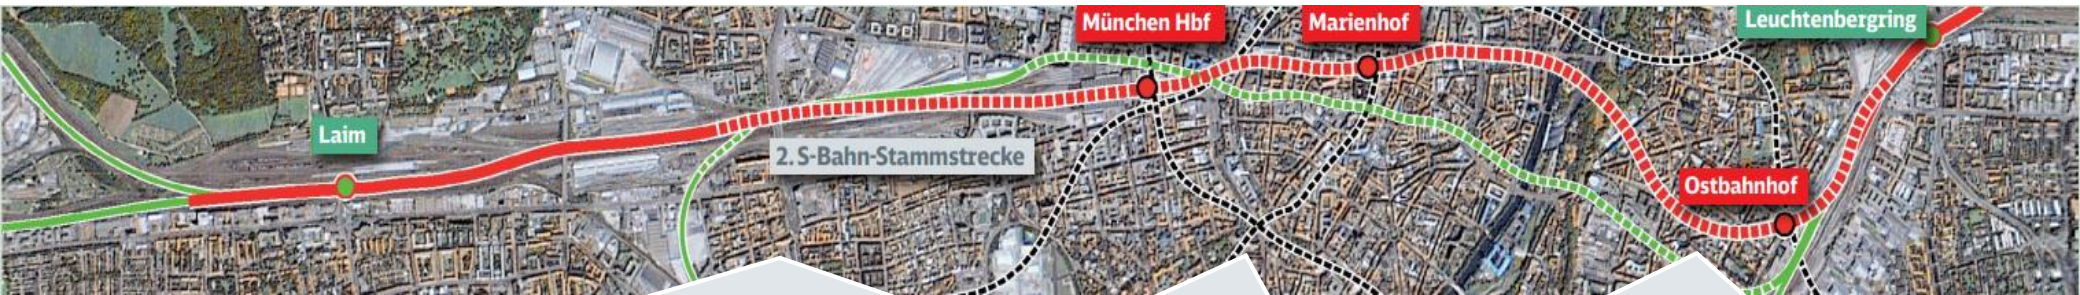 München Hbf
Marienhof
Leuchtenbergring
Laim
2. S-Bahn-Stammstrecke
Ostbahnhof